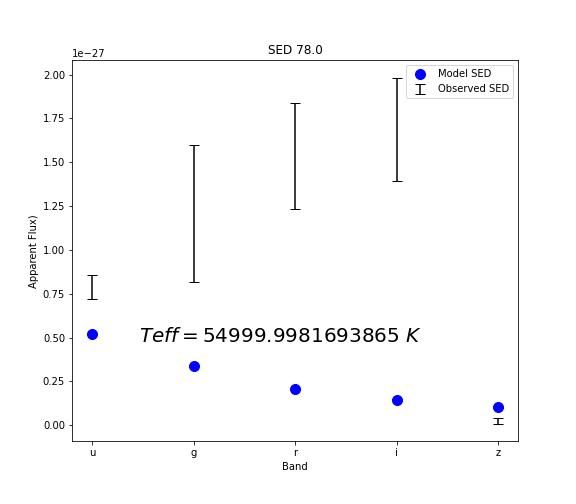 SED 78.0
1e−27
Model SED
Observed SED
2.00
1.75
1.50
1.25
1.00
0.75
0.50
0.25
0.00
Apparent Flux)
Teff = 54999.9981693865 K
u g r i z
Band